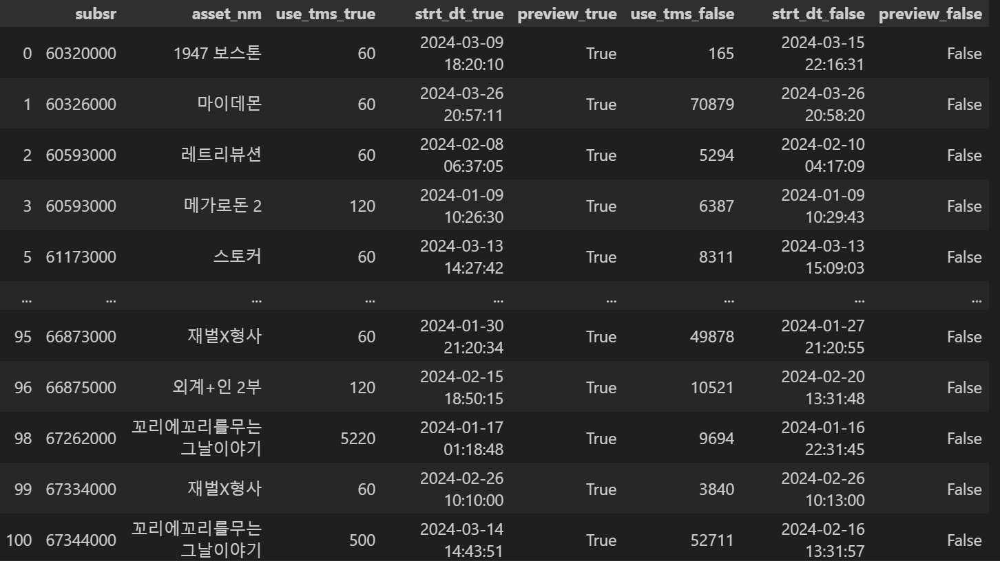 subsr asset_nm use_tms_true strt_dt_true preview_true use_tms_false strt_dt_false preview_false
0 60320000 1947 보스톤 60 2024-03-09 18:20:10 True 165 2024-03-15 22:16:31 False
1 60326000 마이데몬 60 2024-03-26 20:57:11 True 70879 2024-03-26 20:58:20 False
2 60593000 레트리뷰션 60 2024-02-08 06:37:05 True 5294 2024-02-10 04:17:09 False
3 60593000 메가로돈 2 120 2024-01-09 10:26:30 True 6387 2024-01-09 10:29:43 False
5 61173000 스토커 60 2024-03-13 14:27:42 True 8311 2024-03-13 15:09:03 False
... ... ... ... ... ... ... ... ...
95 66873000 재벌X형사 60 2024-01-30 21:20:34 True 49878 2024-01-27 21:20:55 False
96 66875000 외계+인 2부 120 2024-02-15 18:50:15 True 10521 2024-02-20 13:31:48 False
98 67262000 꼬리에꼬리를무는그날이야기 5220 2024-01-17 01:18:48 True 9694 2024-01-16 22:31:45 False
99 67334000 재벌X형사 60 2024-02-26 10:10:00 True 3840 2024-02-26 10:13:00 False
100 67344000 꼬리에꼬리를무는그날이야기 500 2024-03-14 14:43:51 True 52711 2024-02-16 13:31:57 False